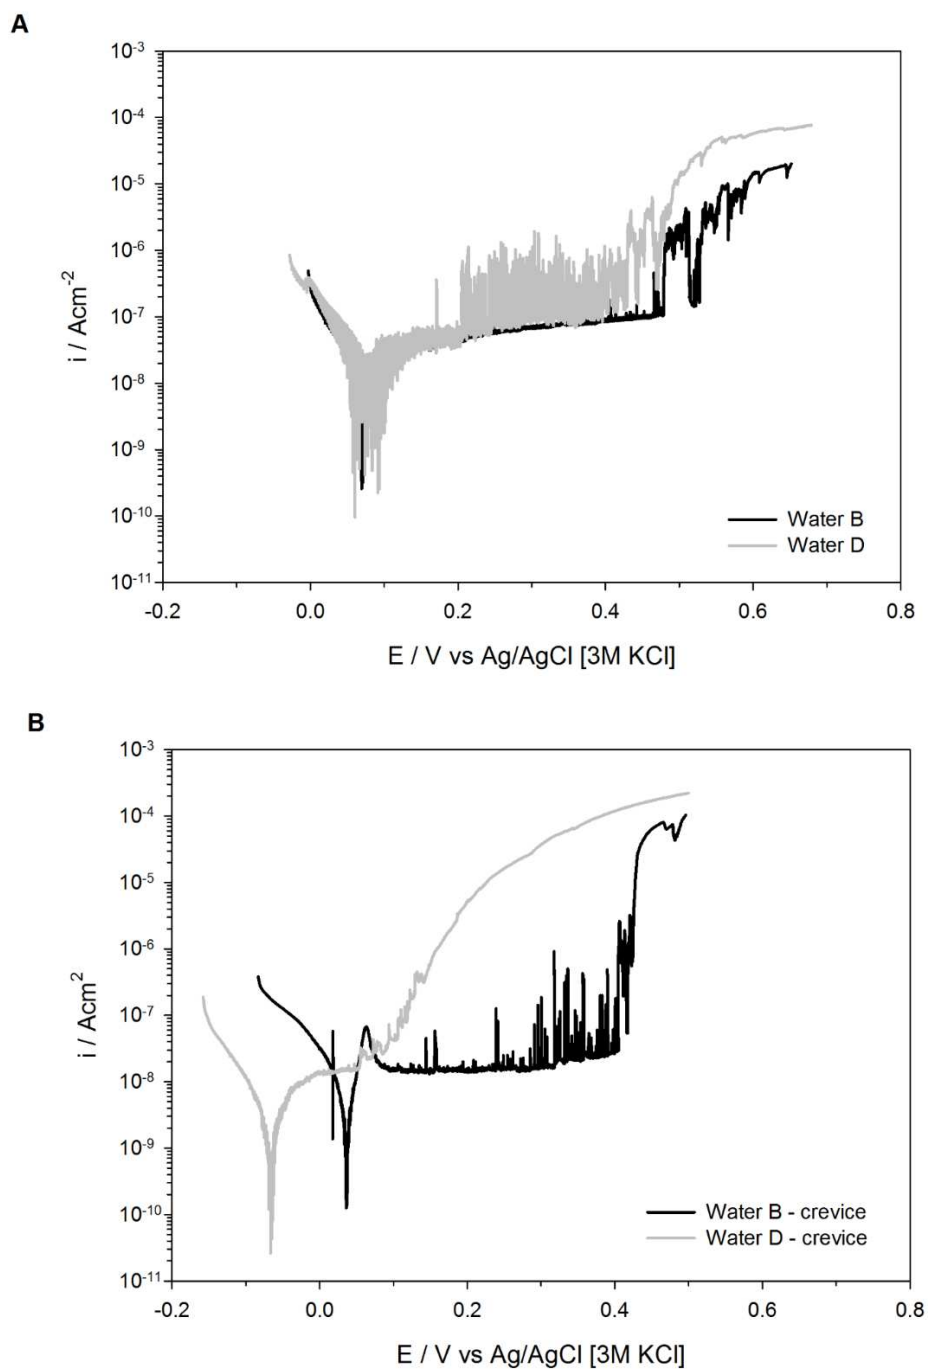 A
10⁻³
10⁻⁴
10⁻⁵
10⁻⁶
10⁻⁷
10⁻⁸
10⁻⁹
10⁻¹⁰
10⁻¹¹
i / Acm⁻²
Water B
Water D
-0.2 0.0 0.2 0.4 0.6 0.8
E / V vs Ag/AgCl [3M KCl]
B
10⁻³
10⁻⁴
10⁻⁵
10⁻⁶
10⁻⁷
10⁻⁸
10⁻⁹
10⁻¹⁰
10⁻¹¹
i / Acm⁻²
Water B - crevice
Water D - crevice
-0.2 0.0 0.2 0.4 0.6 0.8
E / V vs Ag/AgCl [3M KCl]